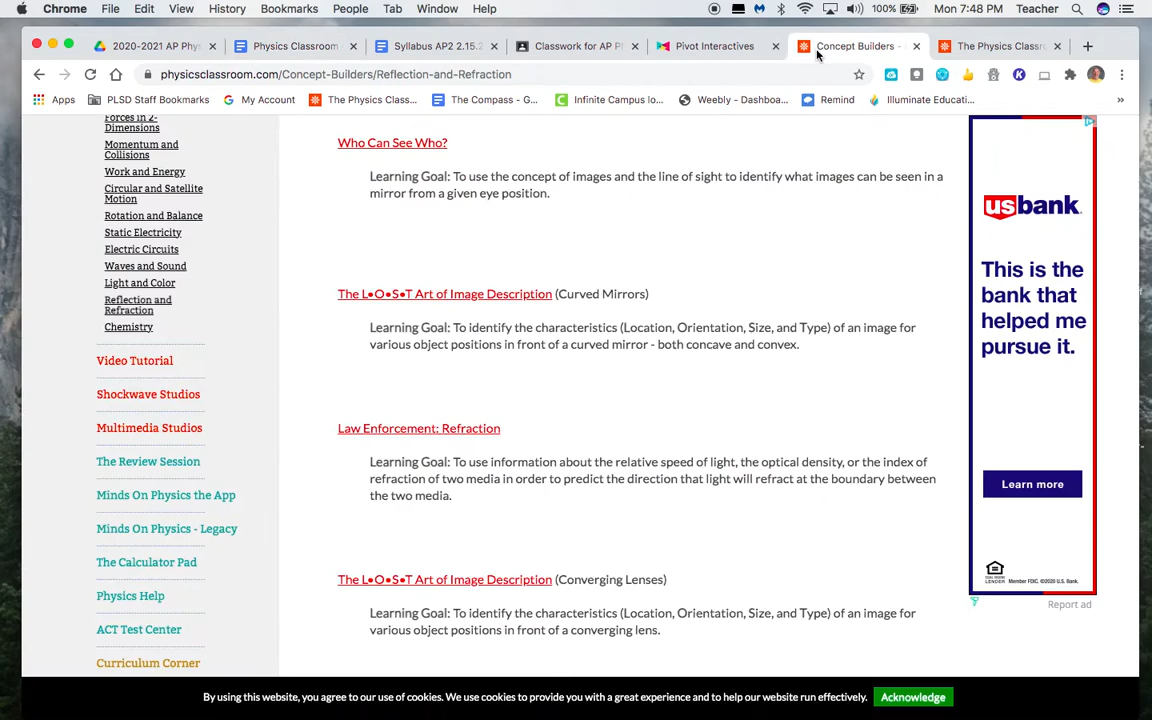 Chrome File Edit View History Bookmarks People Tab Window Help 100% Mon 7:48 PM Teacher
2020-2021 AP Phys Physics Classroom Syllabus AP2 2.15.2 Classwork for AP P Pivot Interactives Concept Builders - The Physics Classr
physicsclassroom.com/Concept-Builders/Reflection-and-Refraction
Apps PLSD Staff Bookmarks My Account The Physics Class... The Compass - G... Infinite Campus lo... Weebly - Dashboa... Remind Illuminate Educati... »
Forces in 2-
Dimensions
Momentum and
Collisions
Work and Energy
Circular and Satellite
Motion
Rotation and Balance
Static Electricity
Electric Circuits
Waves and Sound
Light and Color
Reflection and
Refraction
Chemistry
Video Tutorial
Shockwave Studios
Multimedia Studios
The Review Session
Minds On Physics the App
Minds On Physics - Legacy
The Calculator Pad
Physics Help
ACT Test Center
Curriculum Corner
Who Can See Who?
Learning Goal: To use the concept of images and the line of sight to identify what images can be seen in a
mirror from a given eye position.
The L•O•S•T Art of Image Description (Curved Mirrors)
Learning Goal: To identify the characteristics (Location, Orientation, Size, and Type) of an image for
various object positions in front of a curved mirror - both concave and convex.
Law Enforcement: Refraction
Learning Goal: To use information about the relative speed of light, the optical density, or the index of
refraction of two media in order to predict the direction that light will refract at the boundary between
the two media.
The L•O•S•T Art of Image Description (Converging Lenses)
Learning Goal: To identify the characteristics (Location, Orientation, Size, and Type) of an image for
various object positions in front of a converging lens.
usbank.
This is the
bank that
helped me
pursue it.
Learn more
Member FDIC. ©2020 U.S. Bank.
Report ad
By using this website, you agree to our use of cookies. We use cookies to provide you with a great experience and to help our website run effectively. Acknowledge